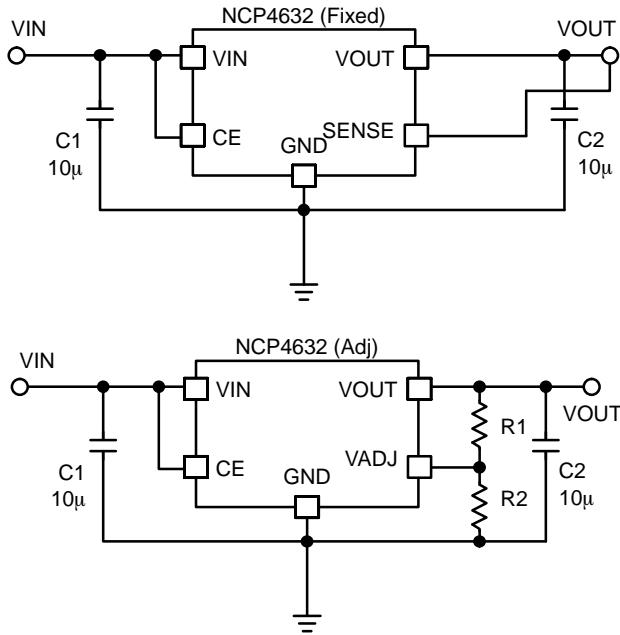 NCP4632 (Fixed)
VIN
VOUT
VIN
VOUT
CE
SENSE
GND
C1
10μ
C2
10μ
NCP4632 (Adj)
VIN
VIN
VOUT
VOUT
R1
CE
VADJ
GND
C1
10μ
R2
C2
10μ